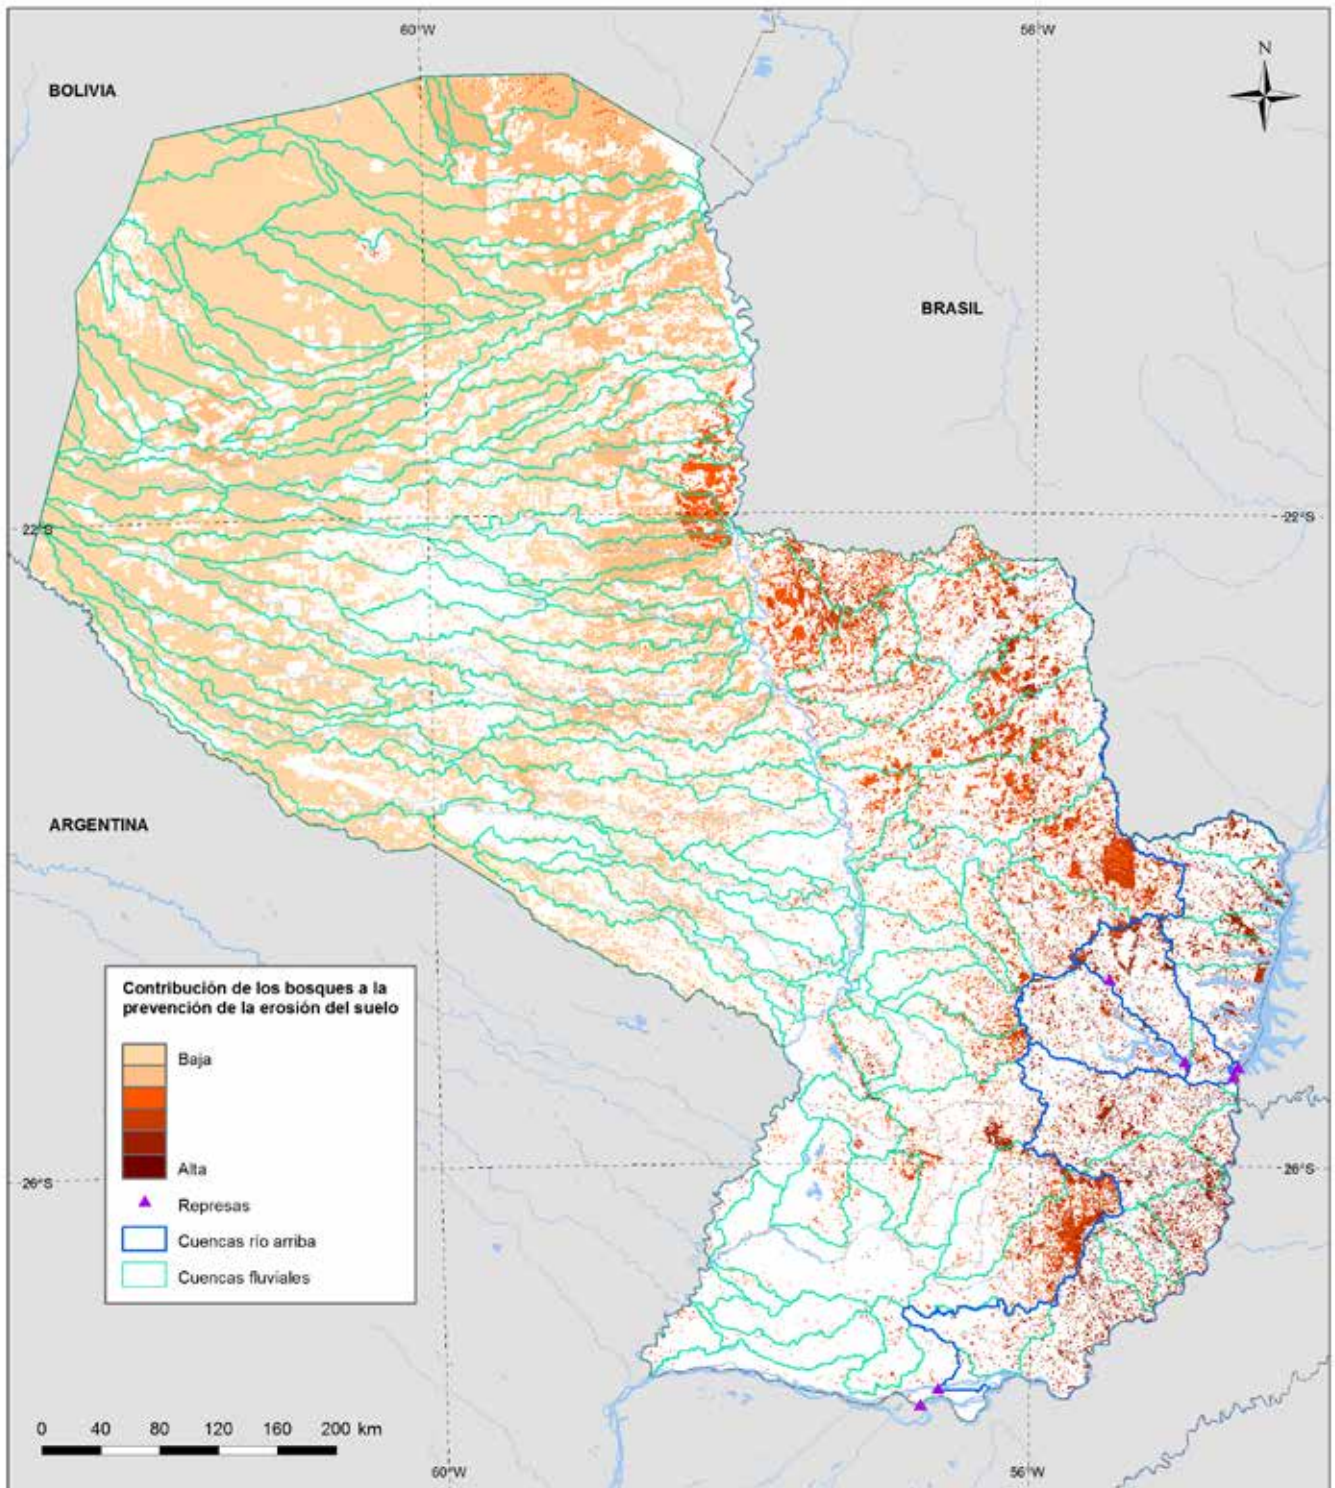 60°W
56°W
N
BOLIVIA
BRASIL
22°S
22°S
ARGENTINA
Contribución de los bosques a la
prevención de la erosión del suelo
Baja
Alta
Represas
Cuencas río arriba
Cuencas fluviales
26°S
26°S
0 40 80 120 160 200 km
60°W
56°W